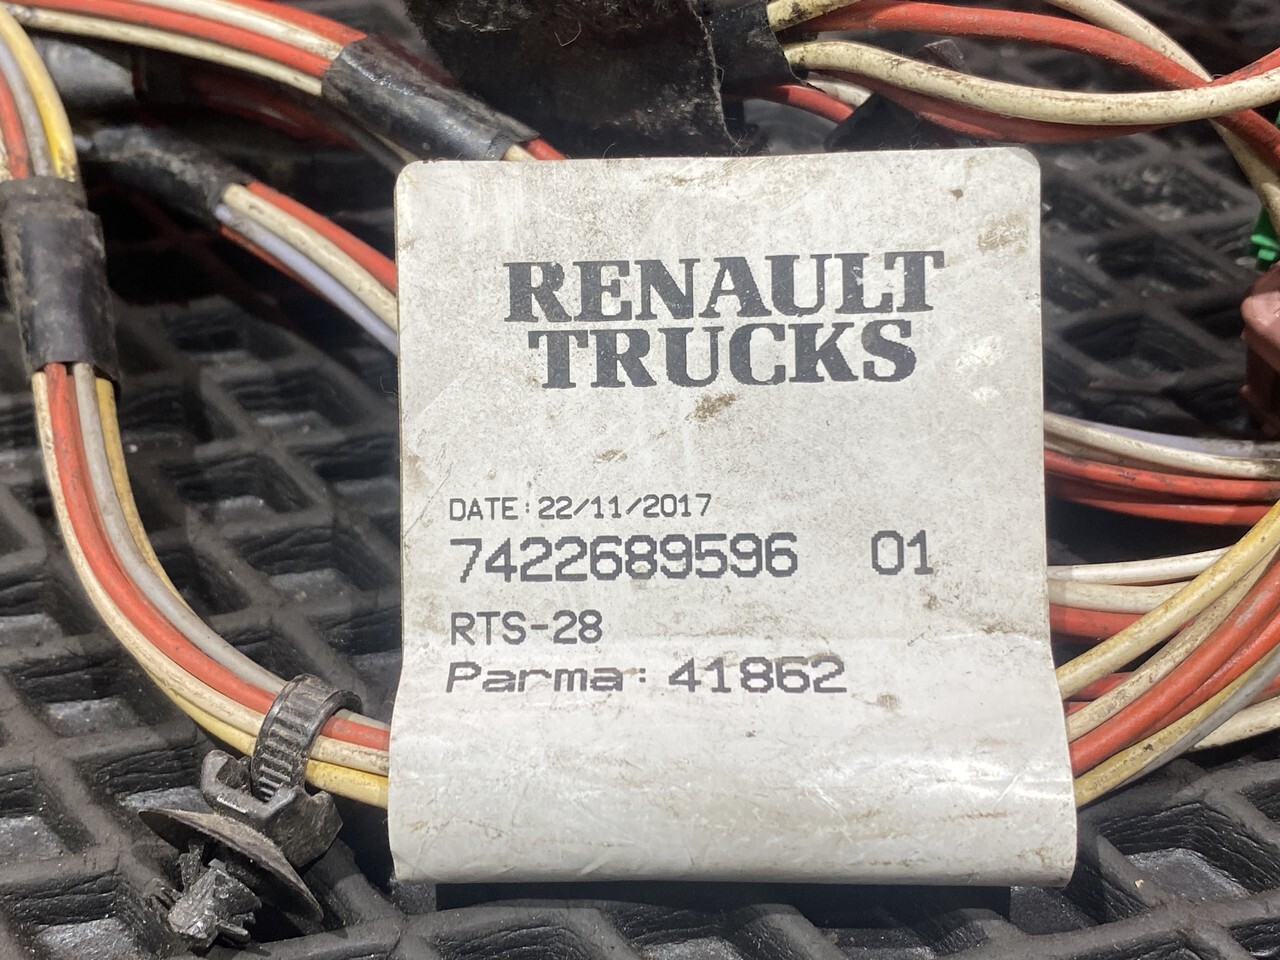 RENAULT
TRUCKS
DATE: 22/11/2017
7422689596 01
RTS-28
Parma: 41862